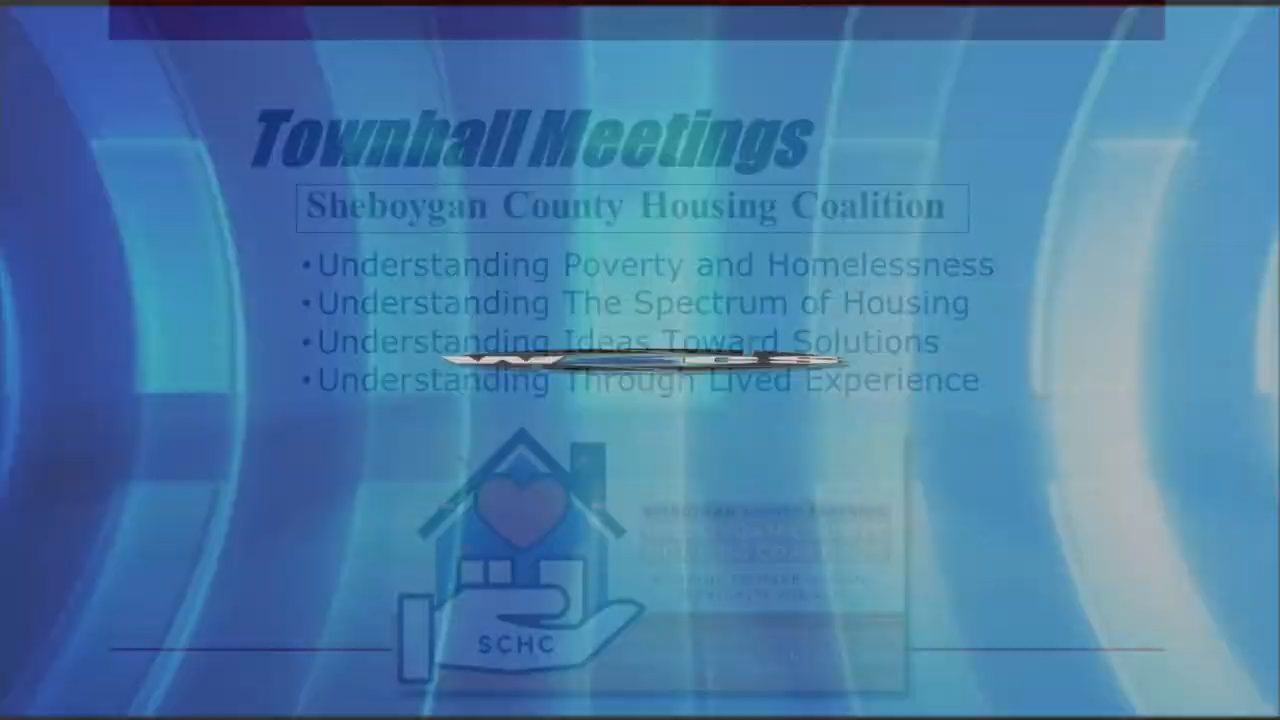 Townhall Meetings
Sheboygan County Housing Coalition
• Understanding Poverty and Homelessness
• Understanding The Spectrum of Housing
• Understanding Ideas Toward Solutions
• Understanding Through Lived Experience
SCHC